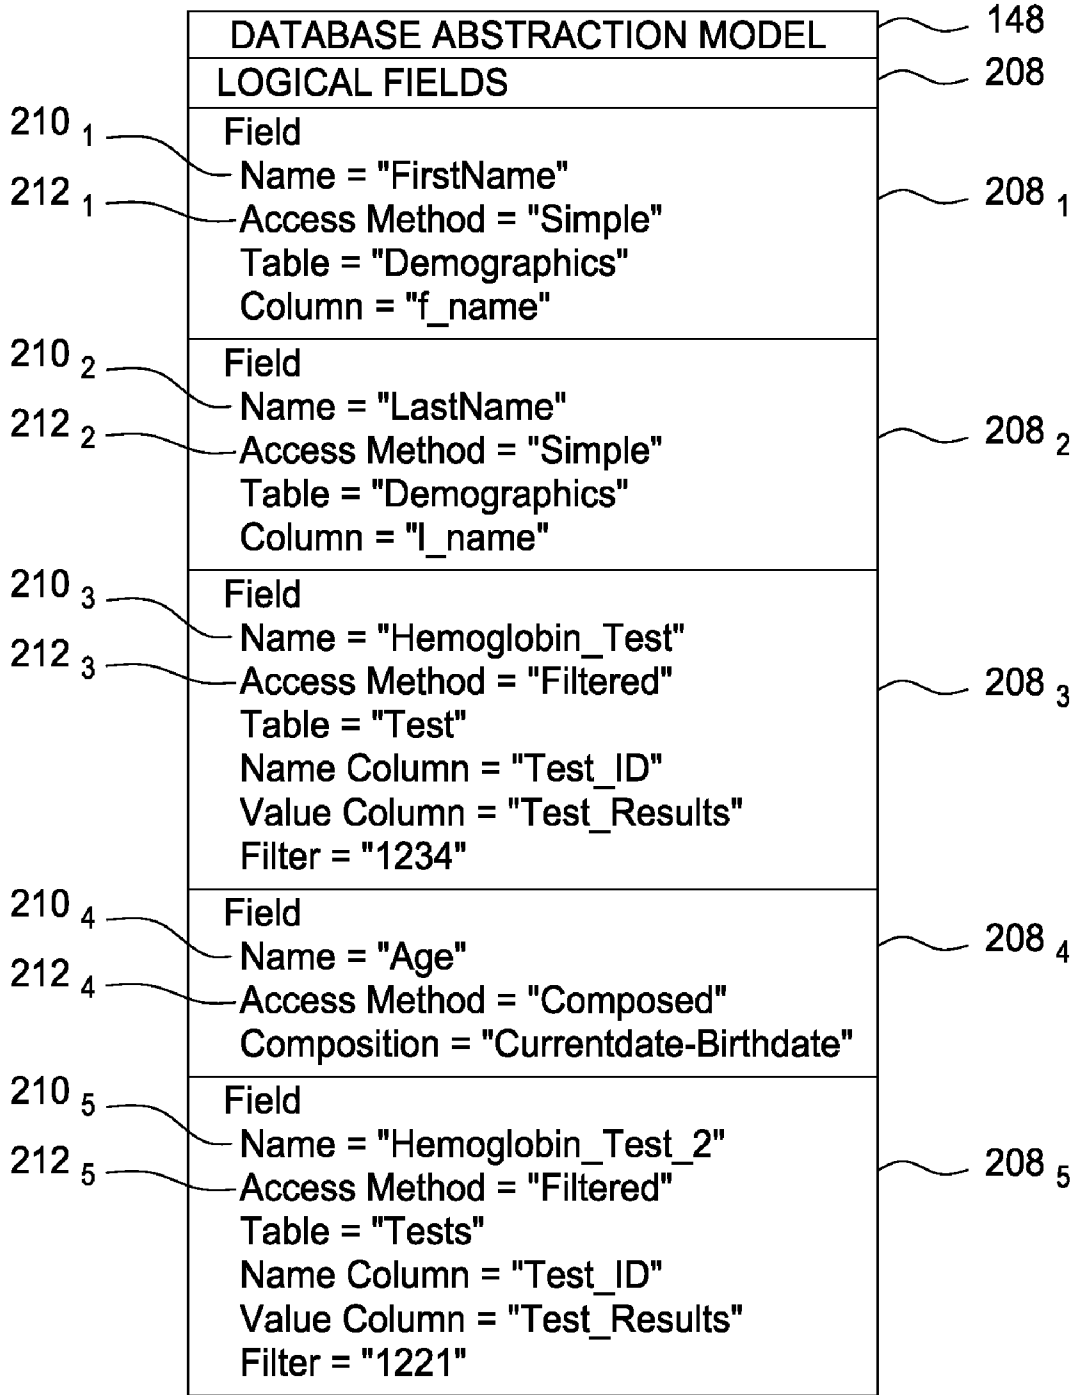 DATABASE ABSTRACTION MODEL 148
LOGICAL FIELDS 208
210 1 Field
Name = "FirstName"
212 1 Access Method = "Simple" 208 1
Table = "Demographics"
Column = "f_name"
210 2 Field
Name = "LastName"
212 2 Access Method = "Simple" 208 2
Table = "Demographics"
Column = "l_name"
210 3 Field
Name = "Hemoglobin_Test"
212 3 Access Method = "Filtered" 208 3
Table = "Test"
Name Column = "Test_ID"
Value Column = "Test_Results"
Filter = "1234"
210 4 Field
Name = "Age" 208 4
212 4 Access Method = "Composed"
Composition = "Currentdate-Birthdate"
210 5 Field
Name = "Hemoglobin_Test_2"
212 5 Access Method = "Filtered" 208 5
Table = "Tests"
Name Column = "Test_ID"
Value Column = "Test_Results"
Filter = "1221"